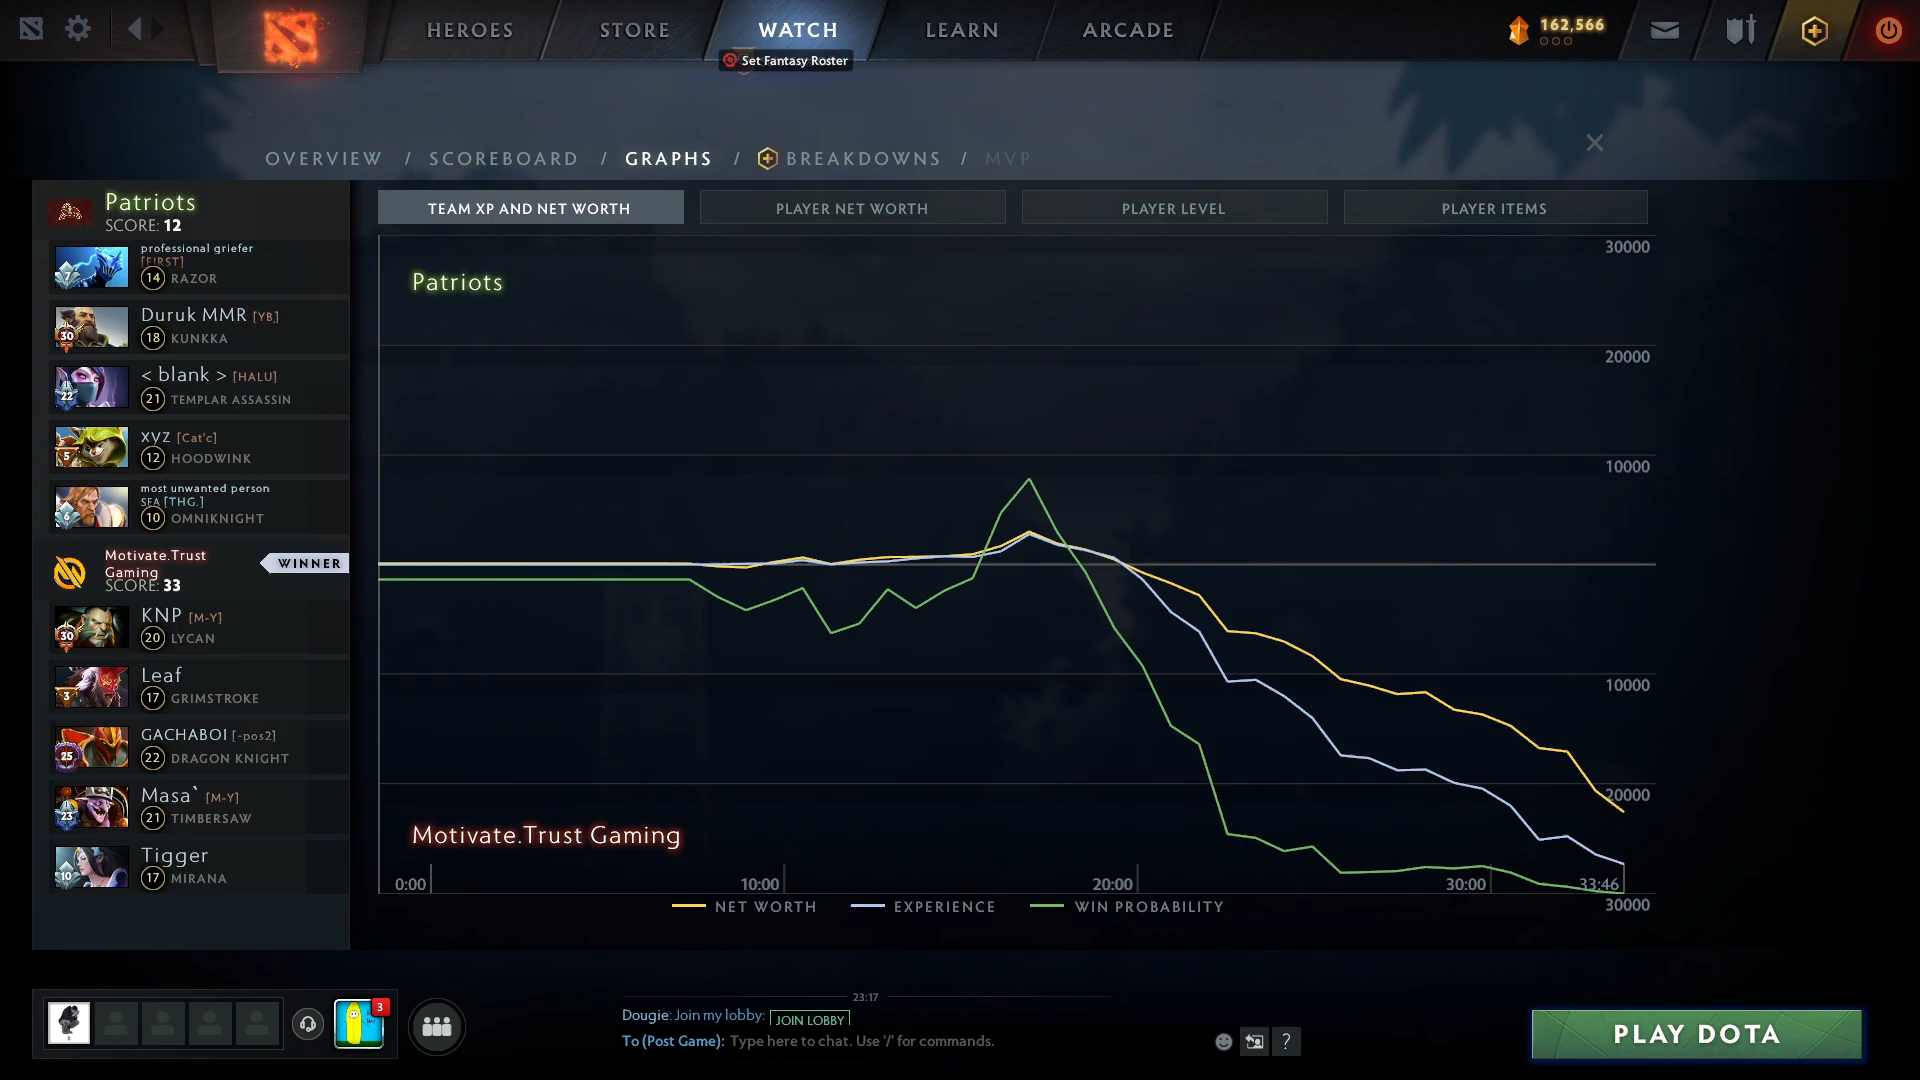 HEROES
STORE
WATCH
LEARN
ARCADE
162,566
Set Fantasy Roster
OVERVIEW / SCOREBOARD / GRAPHS / BREAKDOWNS / MVP
Patriots
SCORE: 12
professional griefer
[FIRST]
7
14 RAZOR
Duruk MMR [YB]
30
18 KUNKKA
< blank > [HALU]
22
21 TEMPLAR ASSASSIN
xyz [Cat'c]
5
12 HOODWINK
most unwanted person
SEA [THG.]
6
10 OMNIKNIGHT
Motivate.Trust
Gaming
SCORE: 33
WINNER
KNP [M-Y]
30
20 LYCAN
Leaf
3
17 GRIMSTROKE
GACHABOI [-pos2]
25
22 DRAGON KNIGHT
Masa` [M-Y]
23
21 TIMBERSAW
Tigger
10
17 MIRANA
TEAM XP AND NET WORTH
PLAYER NET WORTH
PLAYER LEVEL
PLAYER ITEMS
Patriots
30000
20000
10000
10000
20000
30000
Motivate.Trust Gaming
0:00
10:00
20:00
30:00
33:46
NET WORTH
EXPERIENCE
WIN PROBABILITY
3
23:17
Dougie: Join my lobby: JOIN LOBBY
To (Post Game): Type here to chat. Use '/' for commands.
?
PLAY DOTA